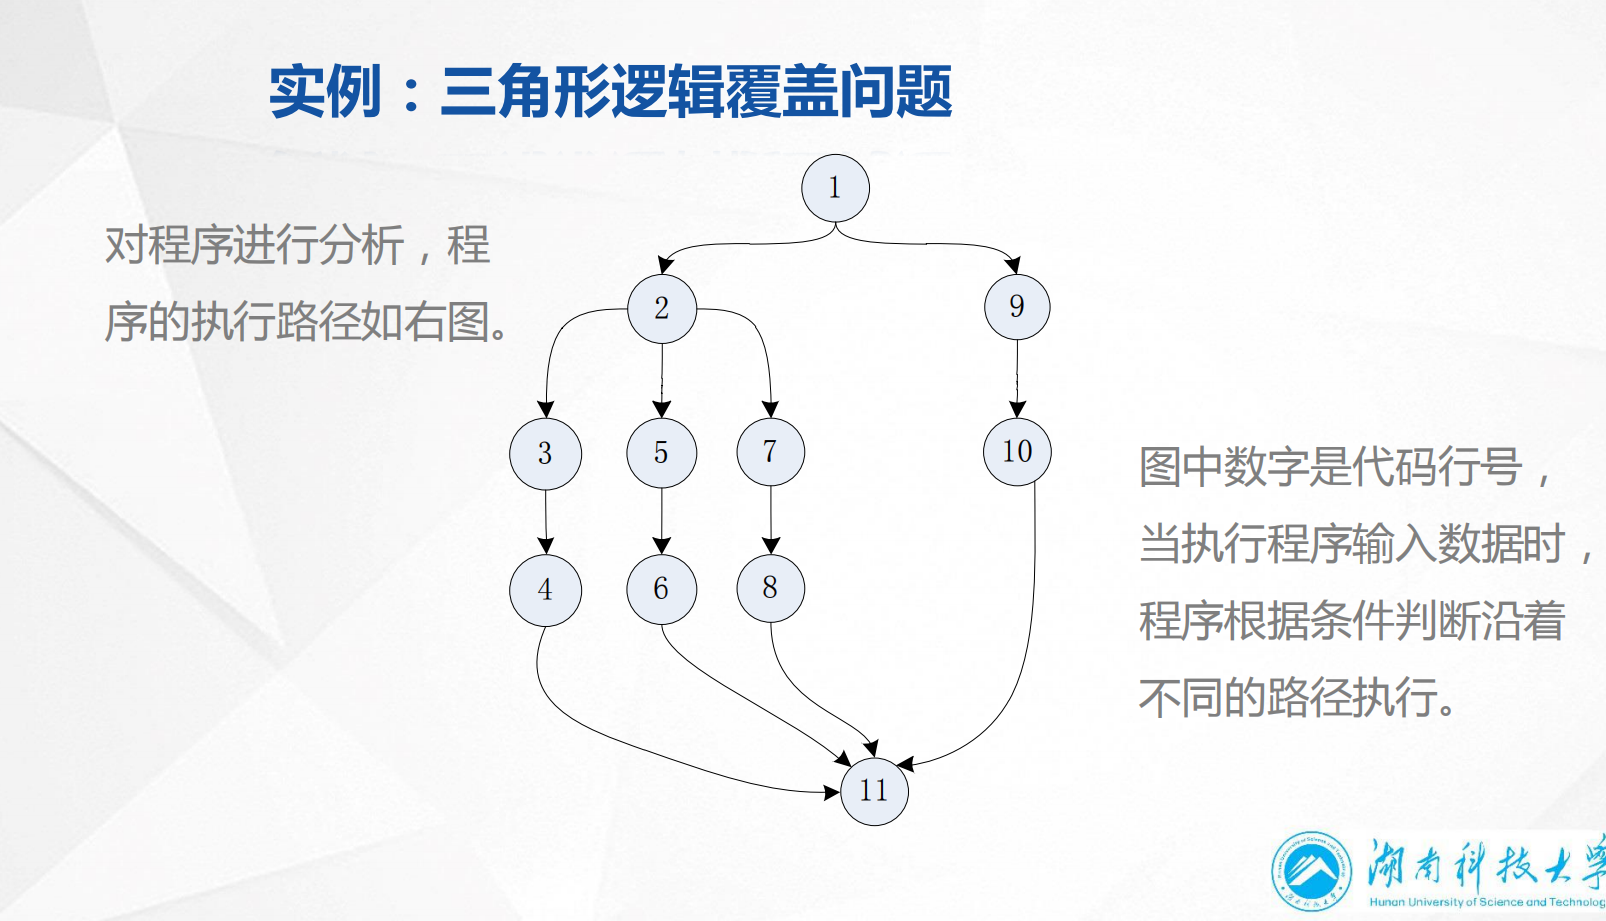 实例：三角形逻辑覆盖问题
对程序进行分析，程
序的执行路径如右图。
1
2
9
3
5
7
10
4
6
8
11
图中数字是代码行号，
当执行程序输入数据时，
程序根据条件判断沿着
不同的路径执行。
湖南科技大学
Hunan University of Science and Technolog